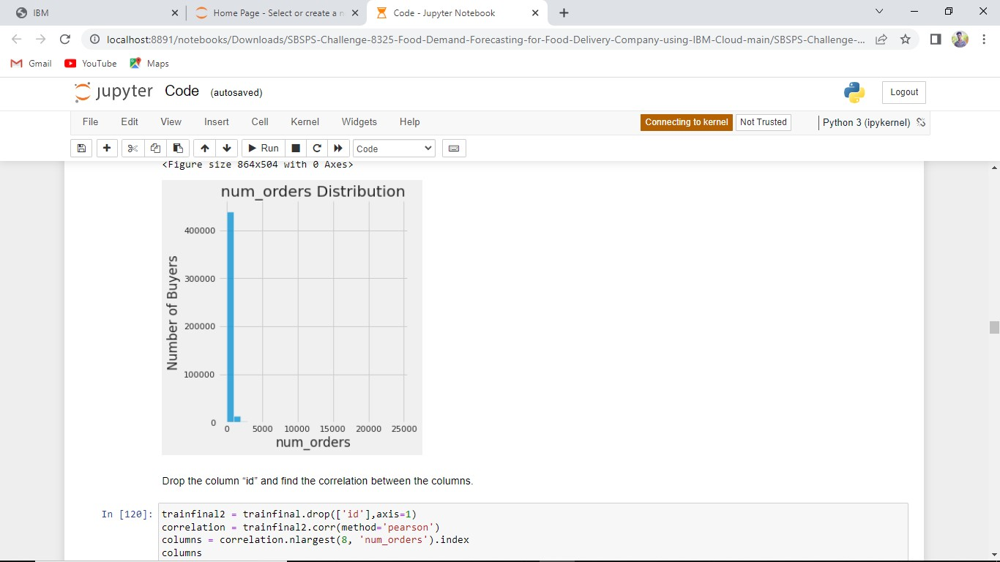 IBM
Home Page - Select or create a n
Code - Jupyter Notebook
localhost:8891/notebooks/Downloads/SBSPS-Challenge-8325-Food-Demand-Forecasting-for-Food-Delivery-Company-using-IBM-Cloud-main/SBSPS-Challenge-...
Gmail YouTube Maps
jupyter Code (autosaved) Logout
File Edit View Insert Cell Kernel Widgets Help Connecting to kernel Not Trusted Python 3 (ipykernel)
Run Code
<Figure size 864x504 with 0 Axes>
num_orders Distribution
Number of Buyers
400000
300000
200000
100000
0
0 5000 10000 15000 20000 25000
num_orders
Drop the column “id” and find the correlation between the columns.
In [120]: trainfinal2 = trainfinal.drop(['id'],axis=1)
correlation = trainfinal2.corr(method='pearson')
columns = correlation.nlargest(8, 'num_orders').index
columns